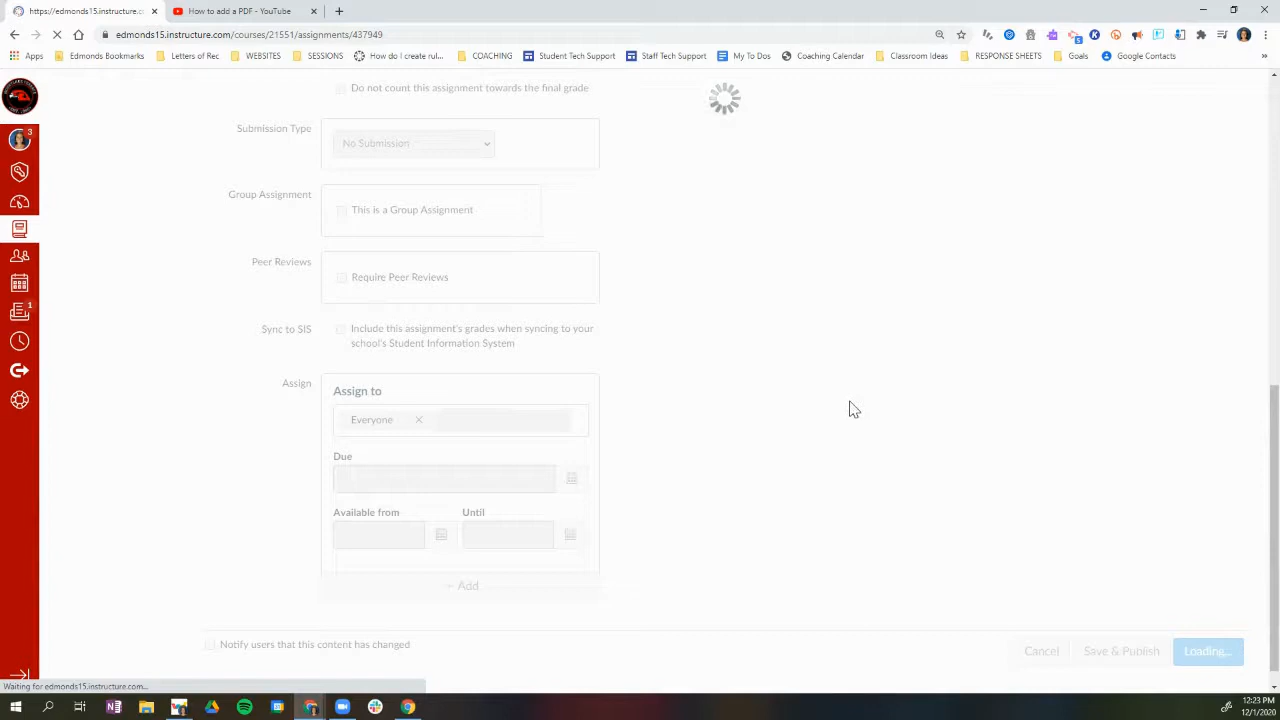 https://edmonds15.instructure.c
How to add a PDF - YouTube
edmonds15.instructure.com/courses/21551/assignments/437949
Apps
Edmonds Bookmarks
Letters of Rec
WEBSITES
SESSIONS
How do I create rul...
COACHING
Student Tech Support
Staff Tech Support
My To Dos
Coaching Calendar
Classroom Ideas
RESPONSE SHEETS
Goals
Google Contacts
3
1
Do not count this assignment towards the final grade
Submission Type
No Submission
Group Assignment
This is a Group Assignment
Peer Reviews
Require Peer Reviews
Sync to SIS
Include this assignment's grades when syncing to your
school's Student Information System
Assign
Assign to
Everyone
Due
Available from
Until
+ Add
Notify users that this content has changed
Cancel
Save & Publish
Loading...
Waiting for edmonds15.instructure.com...
12:23 PM
12/1/2020